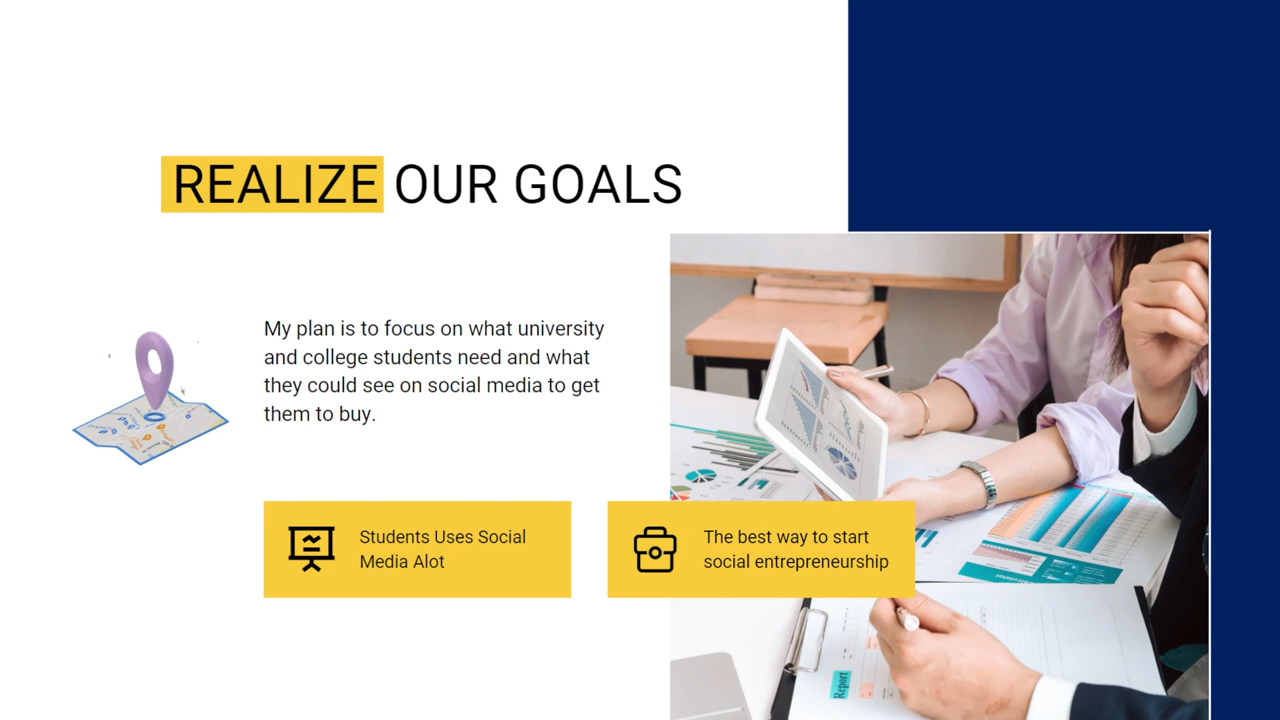 REALIZE OUR GOALS
My plan is to focus on what university
and college students need and what
they could see on social media to get
them to buy.
Students Uses Social
Media Alot
The best way to start
social entrepreneurship
Report